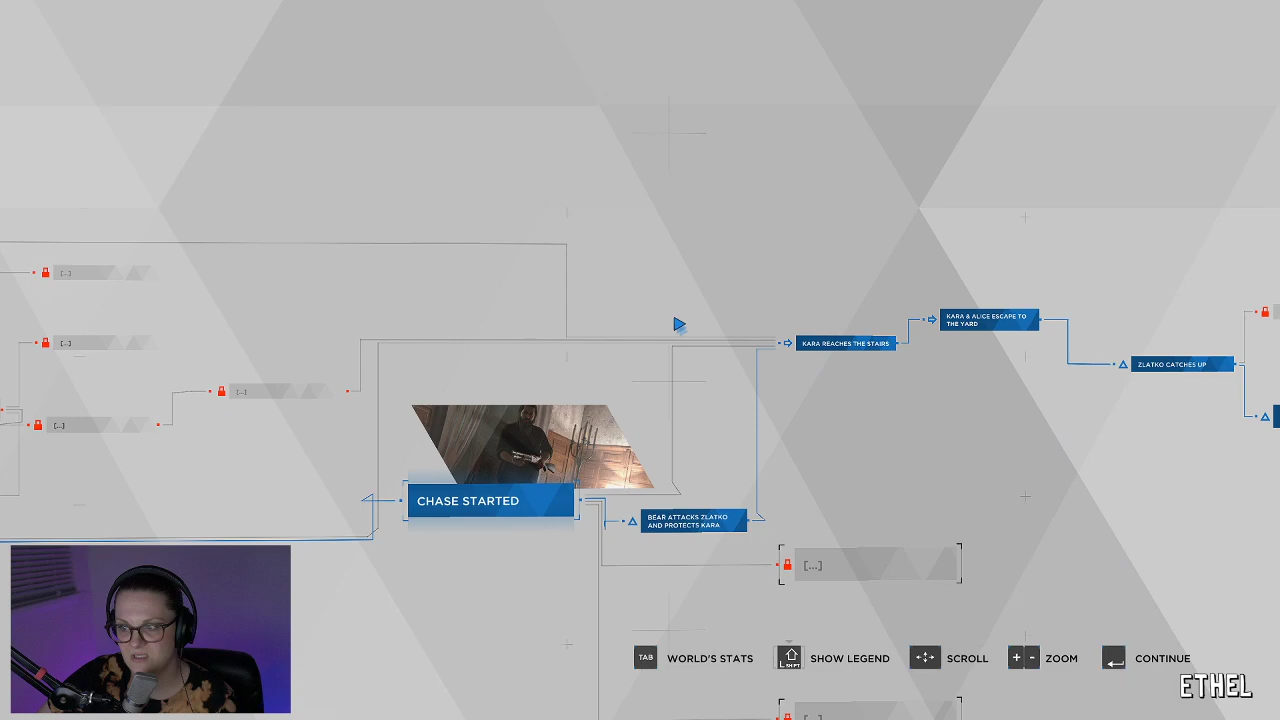 [...]
[...]
[...]
[...]
KARA REACHES THE STAIRS
KARA & ALICE ESCAPE TO
THE YARD
ZLATKO CATCHES UP
CHASE STARTED
BEAR ATTACKS ZLATKO
AND PROTECTS KARA
[...]
TAB WORLD'S STATS
L SHIFT SHOW LEGEND
SCROLL
+ - ZOOM
CONTINUE
ETHEL
[...]